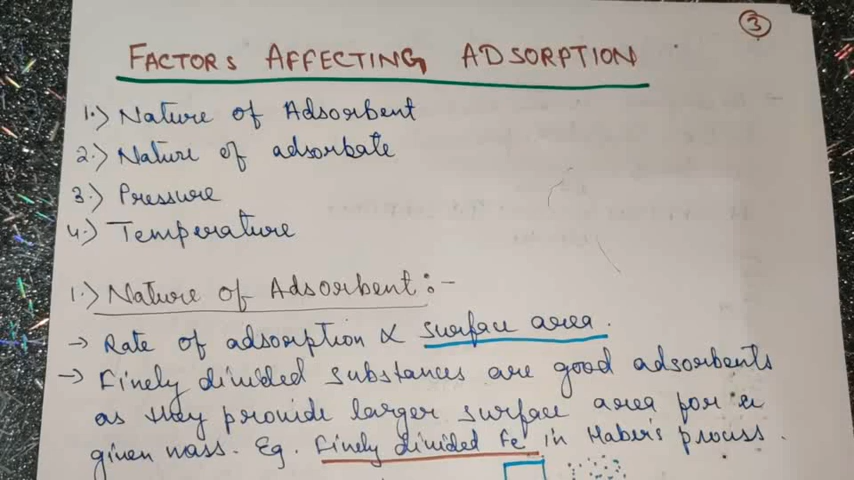 3
FACTORS AFFECTING ADSORPTION
1.) Nature of Adsorbent
2.) Nature of adsorbate
3.) Pressure
4.) Temperature
1.) Nature of Adsorbent :-
→ Rate of adsorption ∝ surface area.
→ Finely divided substances are good adsorbents
as they provide larger surface area for a
given mass. Eg. Finely divided Fe in Haber's process.